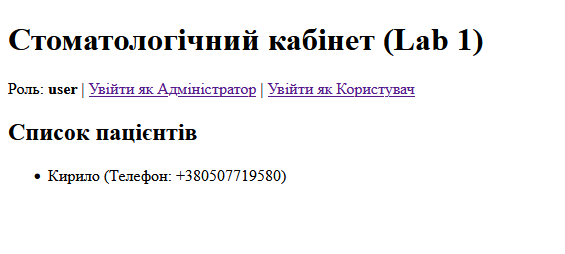 Стоматологічний кабінет (Lab 1)
Роль: user | Увійти як Адміністратор | Увійти як Користувач
Список пацієнтів
• Кирило (Телефон: +380507719580)